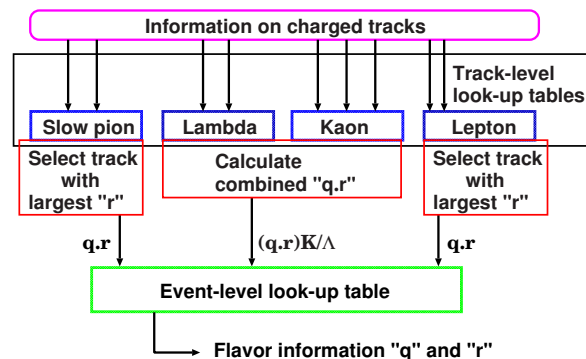 Information on charged tracks
Track-level
look-up tables
Slow pion
Lambda
Kaon
Lepton
Select track
with
largest "r"
Calculate
combined "q.r"
Select track
with
largest "r"
q.r
(q.r)K/Λ
q.r
Event-level look-up table
Flavor information "q" and "r"